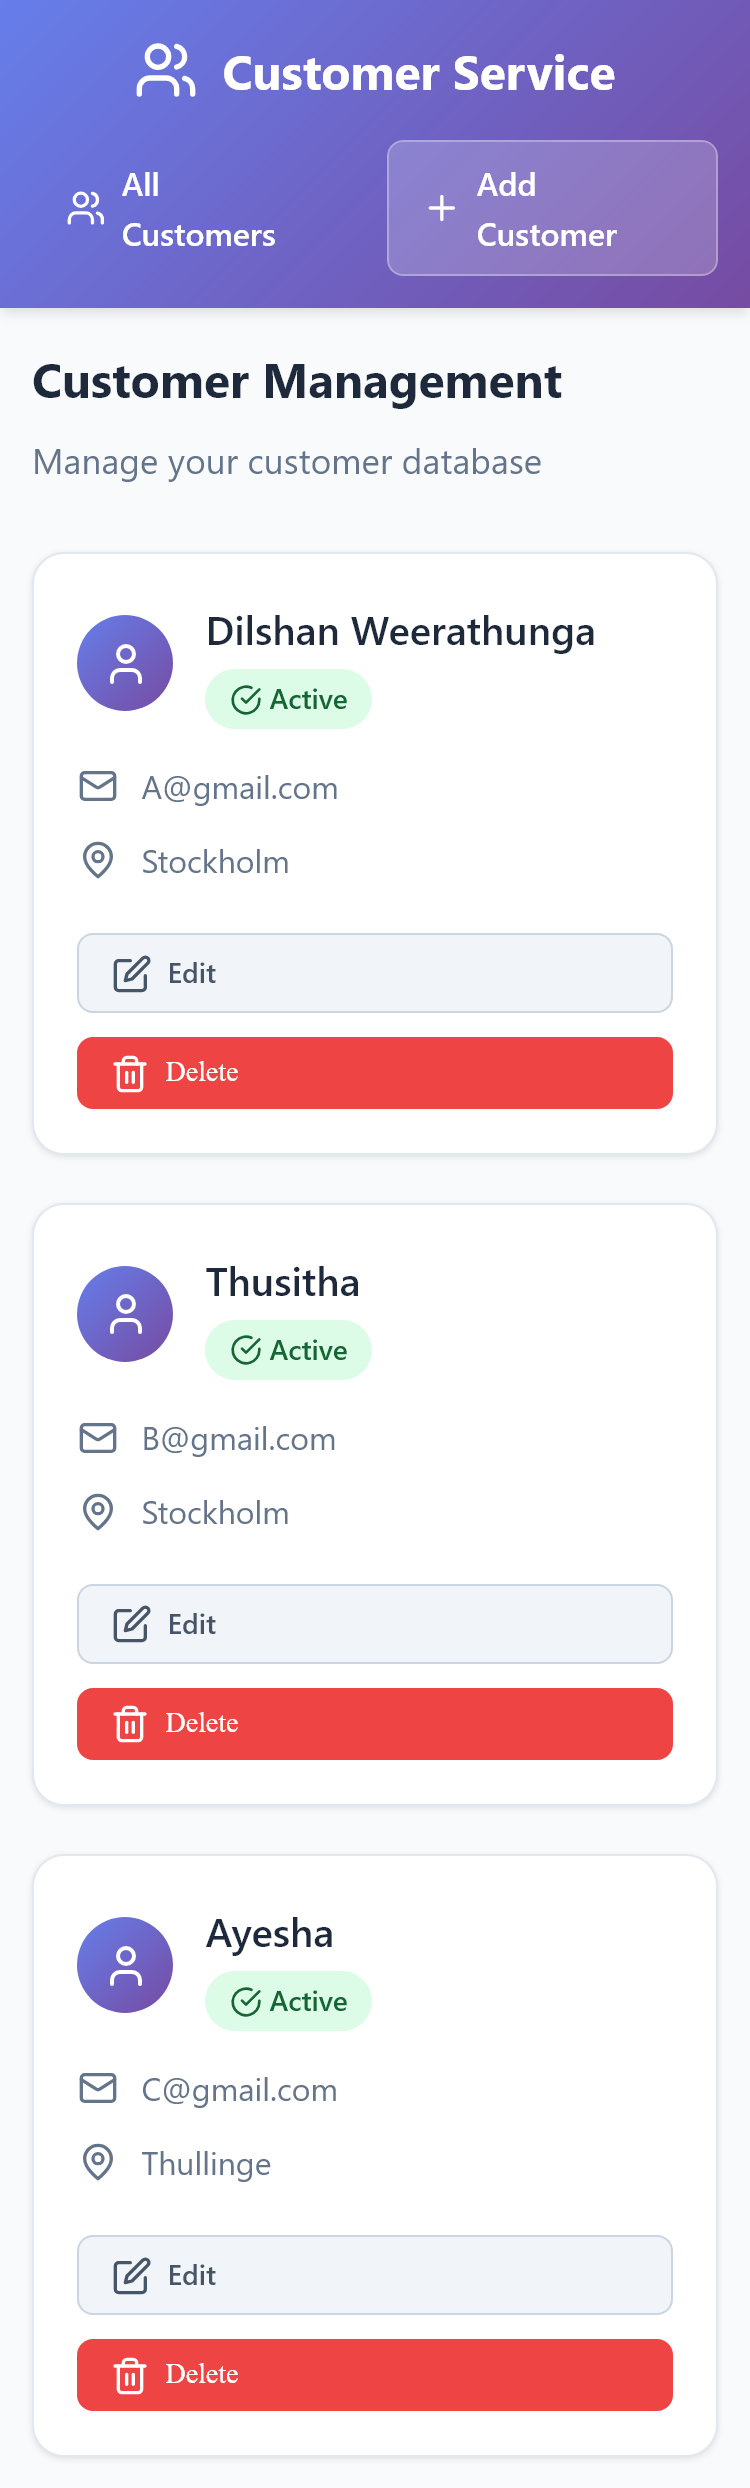 Customer Service
All
Customers
Add
Customer
Customer Management
Manage your customer database
Dilshan Weerathunga
Active
A@gmail.com
Stockholm
Edit
Delete
Thusitha
Active
B@gmail.com
Stockholm
Edit
Delete
Ayesha
Active
C@gmail.com
Thullinge
Edit
Delete